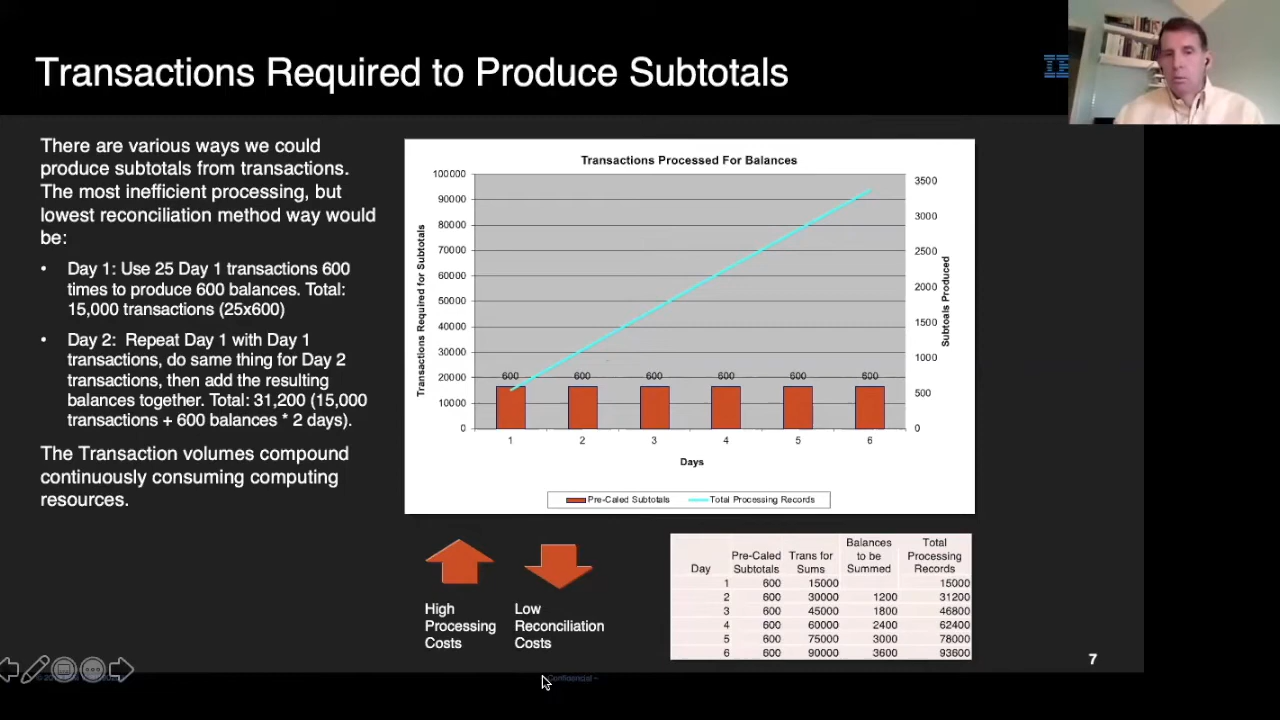 Transactions Required to Produce Subtotals
There are various ways we could
produce subtotals from transactions.
The most inefficient processing, but
lowest reconciliation method way would
be:
• Day 1: Use 25 Day 1 transactions 600
times to produce 600 balances. Total:
15,000 transactions (25x600)
• Day 2: Repeat Day 1 with Day 1
transactions, do same thing for Day 2
transactions, then add the resulting
balances together. Total: 31,200 (15,000
transactions + 600 balances * 2 days).
The Transaction volumes compound
continuously consuming computing
resources.
Transactions Processed For Balances
Transactions Required for Subtotals
100000
90000
80000
70000
60000
50000
40000
30000
20000
10000
0
600 600 600 600 600 600
1 2 3 4 5 6
Days
3500
3000
2500
2000
1500
1000
500
0
Subtoals Produced
Pre-Caled Subtotals Total Processing Records
High
Processing
Costs
Low
Reconciliation
Costs
Day Pre-Caled Subtotals Trans for Sums Balances to be Summed Total Processing Records
1 600 15000 15000
2 600 30000 1200 31200
3 600 45000 1800 46800
4 600 60000 2400 62400
5 600 75000 3000 78000
6 600 90000 3600 93600
7